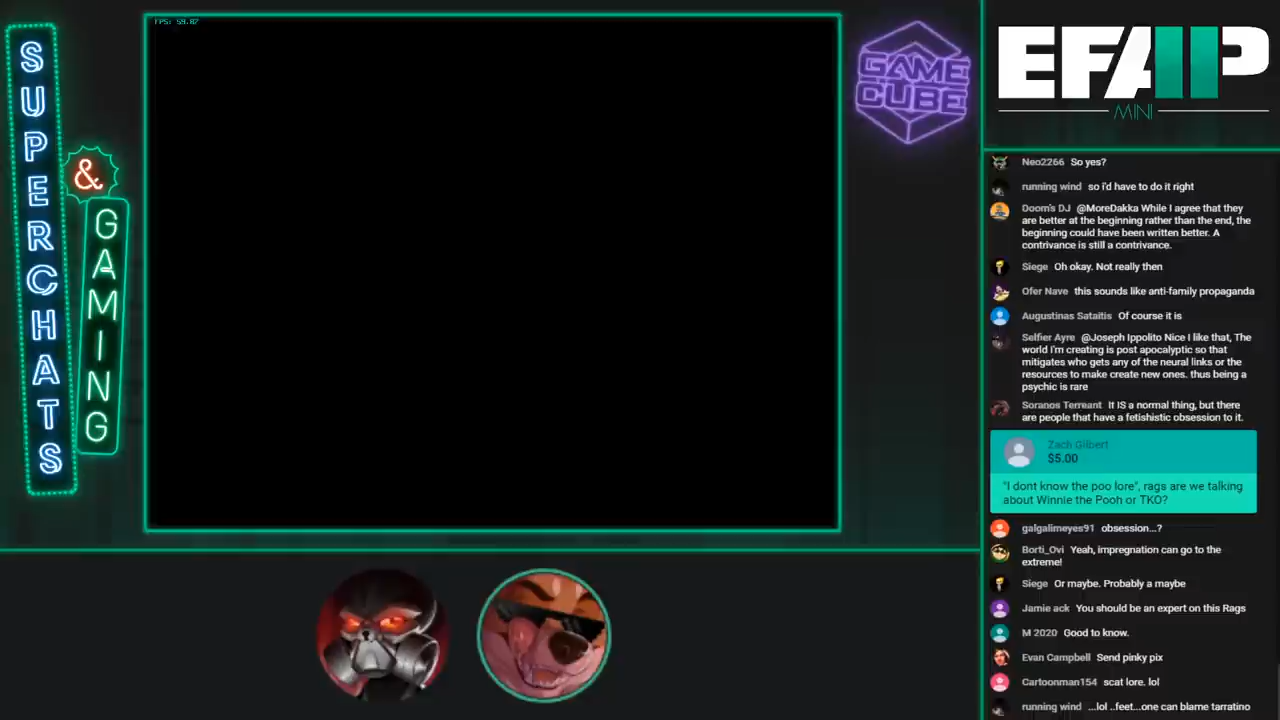 SUPERCHATS
&
GAMING
FPS: 59.87
GAME
CUBE
EFAP
MINI
Neo2266 So yes?
running wind so i'd have to do it right
Doom's DJ @MoreDakka While I agree that they
are better at the beginning rather than the end, the
beginning could have been written better. A
contrivance is still a contrivance.
Siege Oh okay. Not really then
Ofer Nave this sounds like anti-family propaganda
Augustinas Sataitis Of course it is
Selfier Ayre @Joseph Ippolito Nice I like that, The
world I'm creating is post apocalyptic so that
mitigates who gets any of the neural links or the
resources to make create new ones. thus being a
psychic is rare
Soranos Terreant It IS a normal thing, but there
are people that have a fetishistic obsession to it.
Zach Gilbert
$5.00
"I dont know the poo lore", rags are we talking
about Winnie the Pooh or TKO?
galgalimeyes91 obsession...?
Borti_Ovi Yeah, impregnation can go to the
extreme!
Siege Or maybe. Probably a maybe
Jamie ack You should be an expert on this Rags
M 2020 Good to know.
Evan Campbell Send pinky pix
Cartoonman154 scat lore. lol
running wind ...lol ..feet...one can blame tarratino